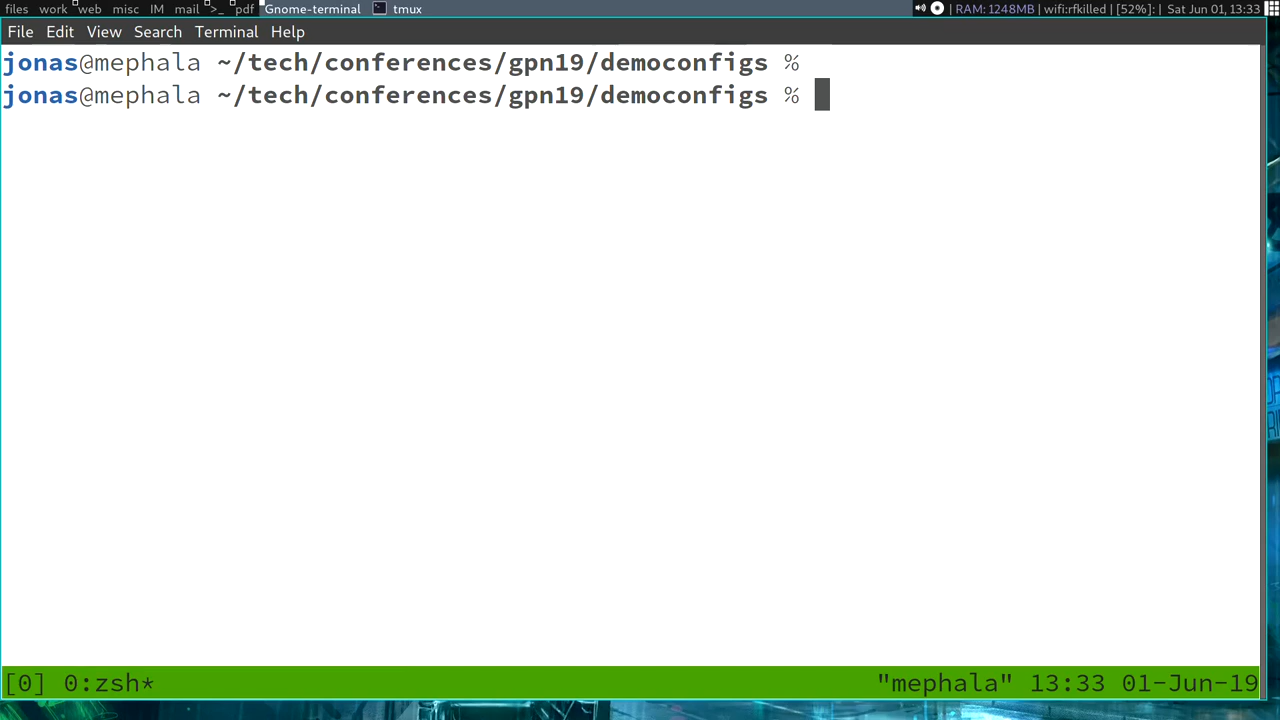 files work web misc IM mail >_ pdf Gnome-terminal tmux | RAM: 1248MB | wifi:rfkilled | [52%]: | Sat Jun 01, 13:33
File Edit View Search Terminal Help
jonas@mephala ~/tech/conferences/gpn19/democonfigs %
jonas@mephala ~/tech/conferences/gpn19/democonfigs %
[0] 0:zsh* "mephala" 13:33 01-Jun-19